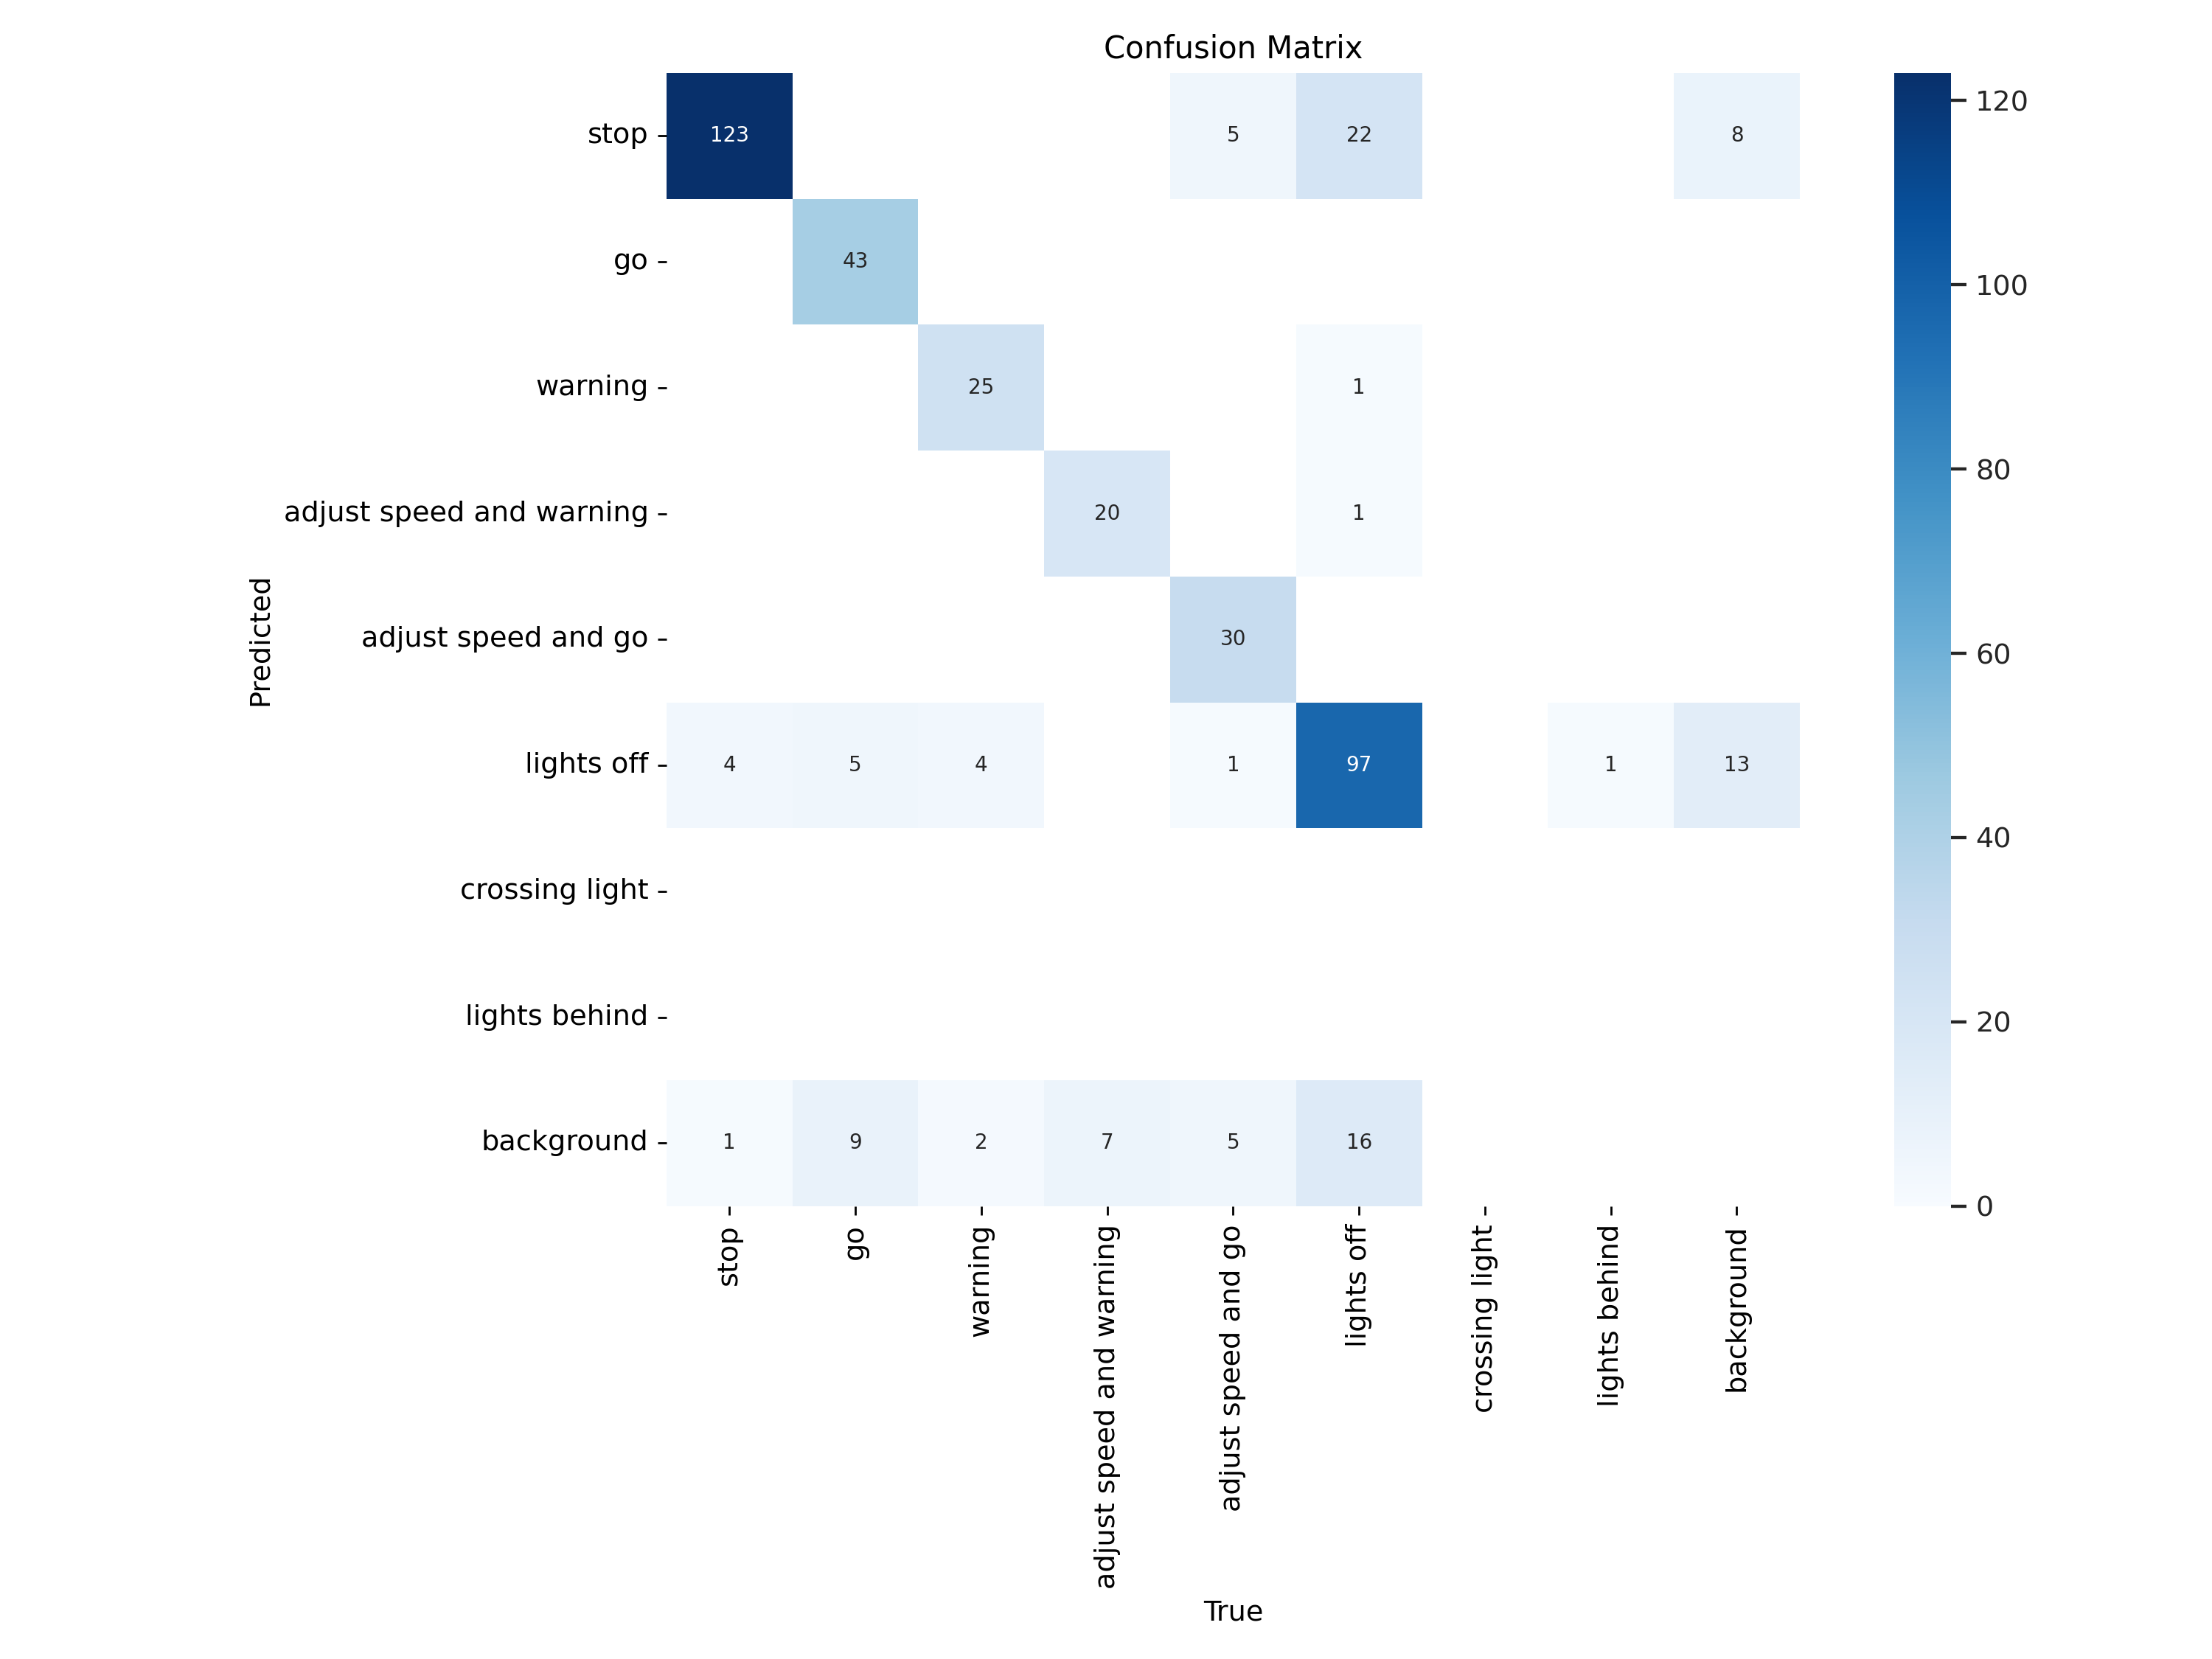 Confusion Matrix
stop 123 5 22 8 120
go 43
100
warning 25 1
80
adjust speed and warning 20 1
Predicted
adjust speed and go 30 60
lights off 4 5 4 1 97 1 13
40
crossing light
lights behind
20
background 1 9 2 7 5 16
0
stop
go
warning
adjust speed and warning
adjust speed and go
lights off
crossing light
lights behind
background
True